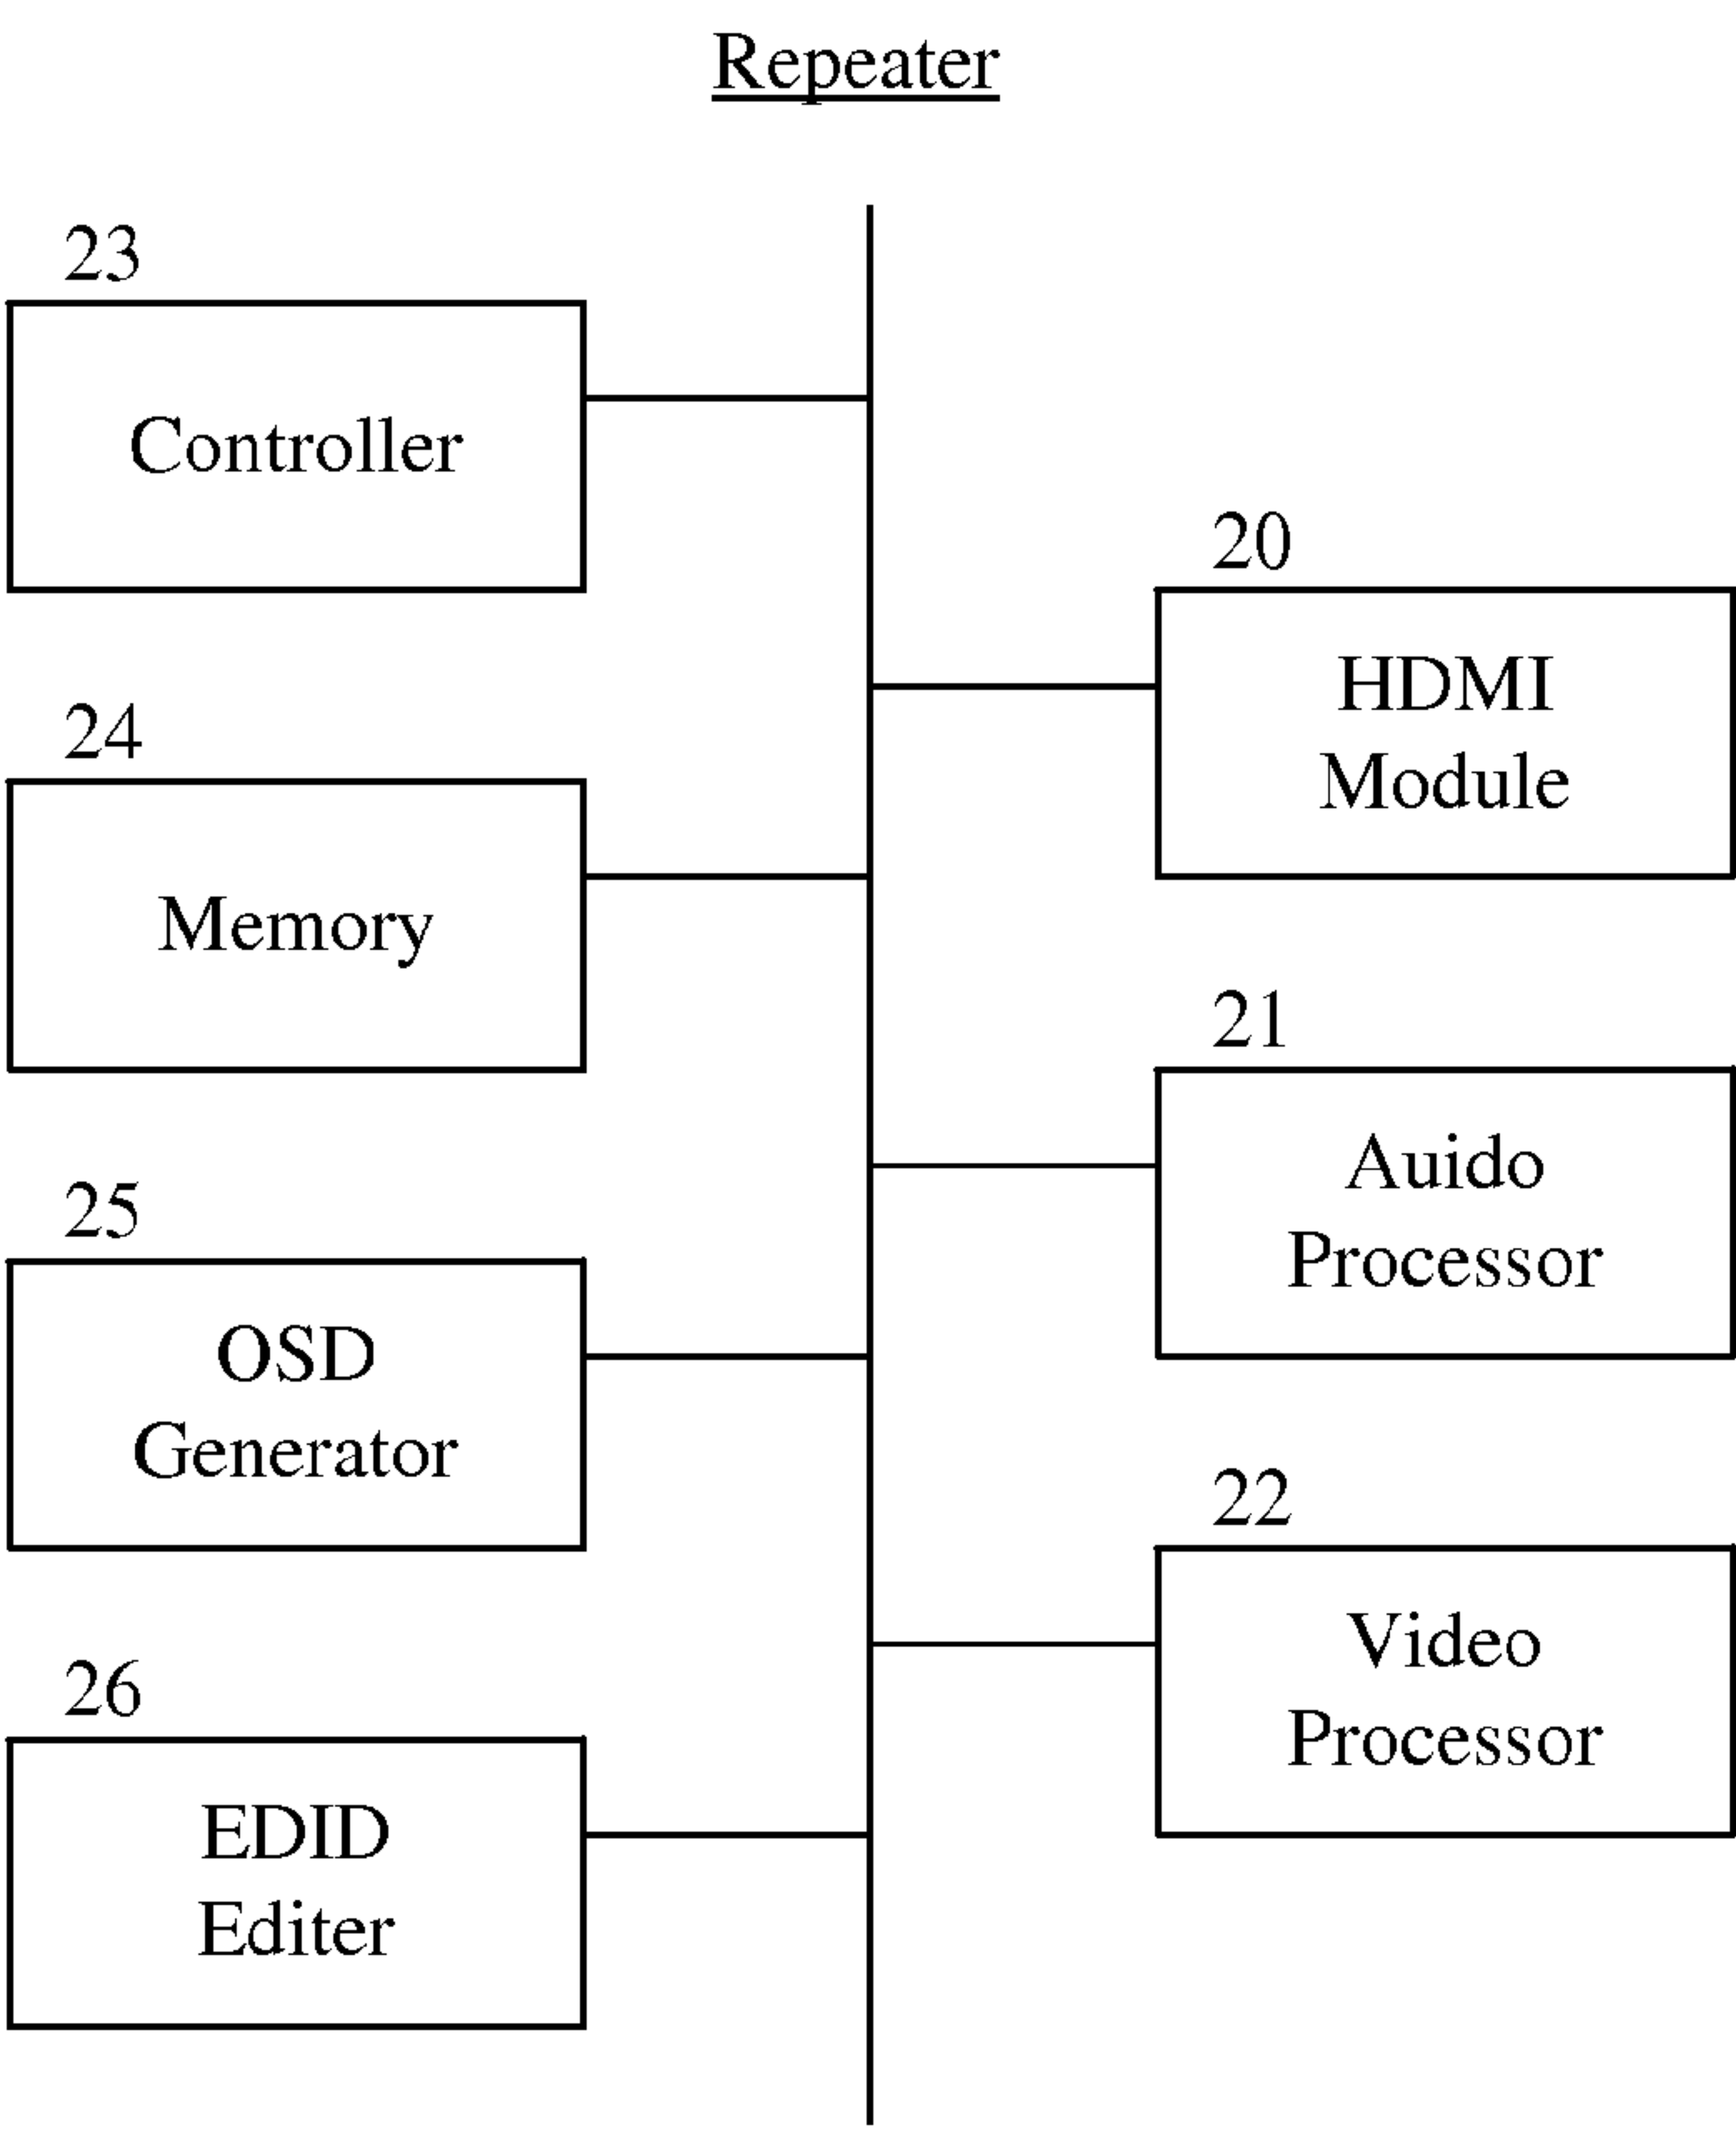 Repeater
23
Controller
24
Memory
25
OSD
Generator
26
EDID
Editer
20
HDMI
Module
21
Auido
Processor
22
Video
Processor